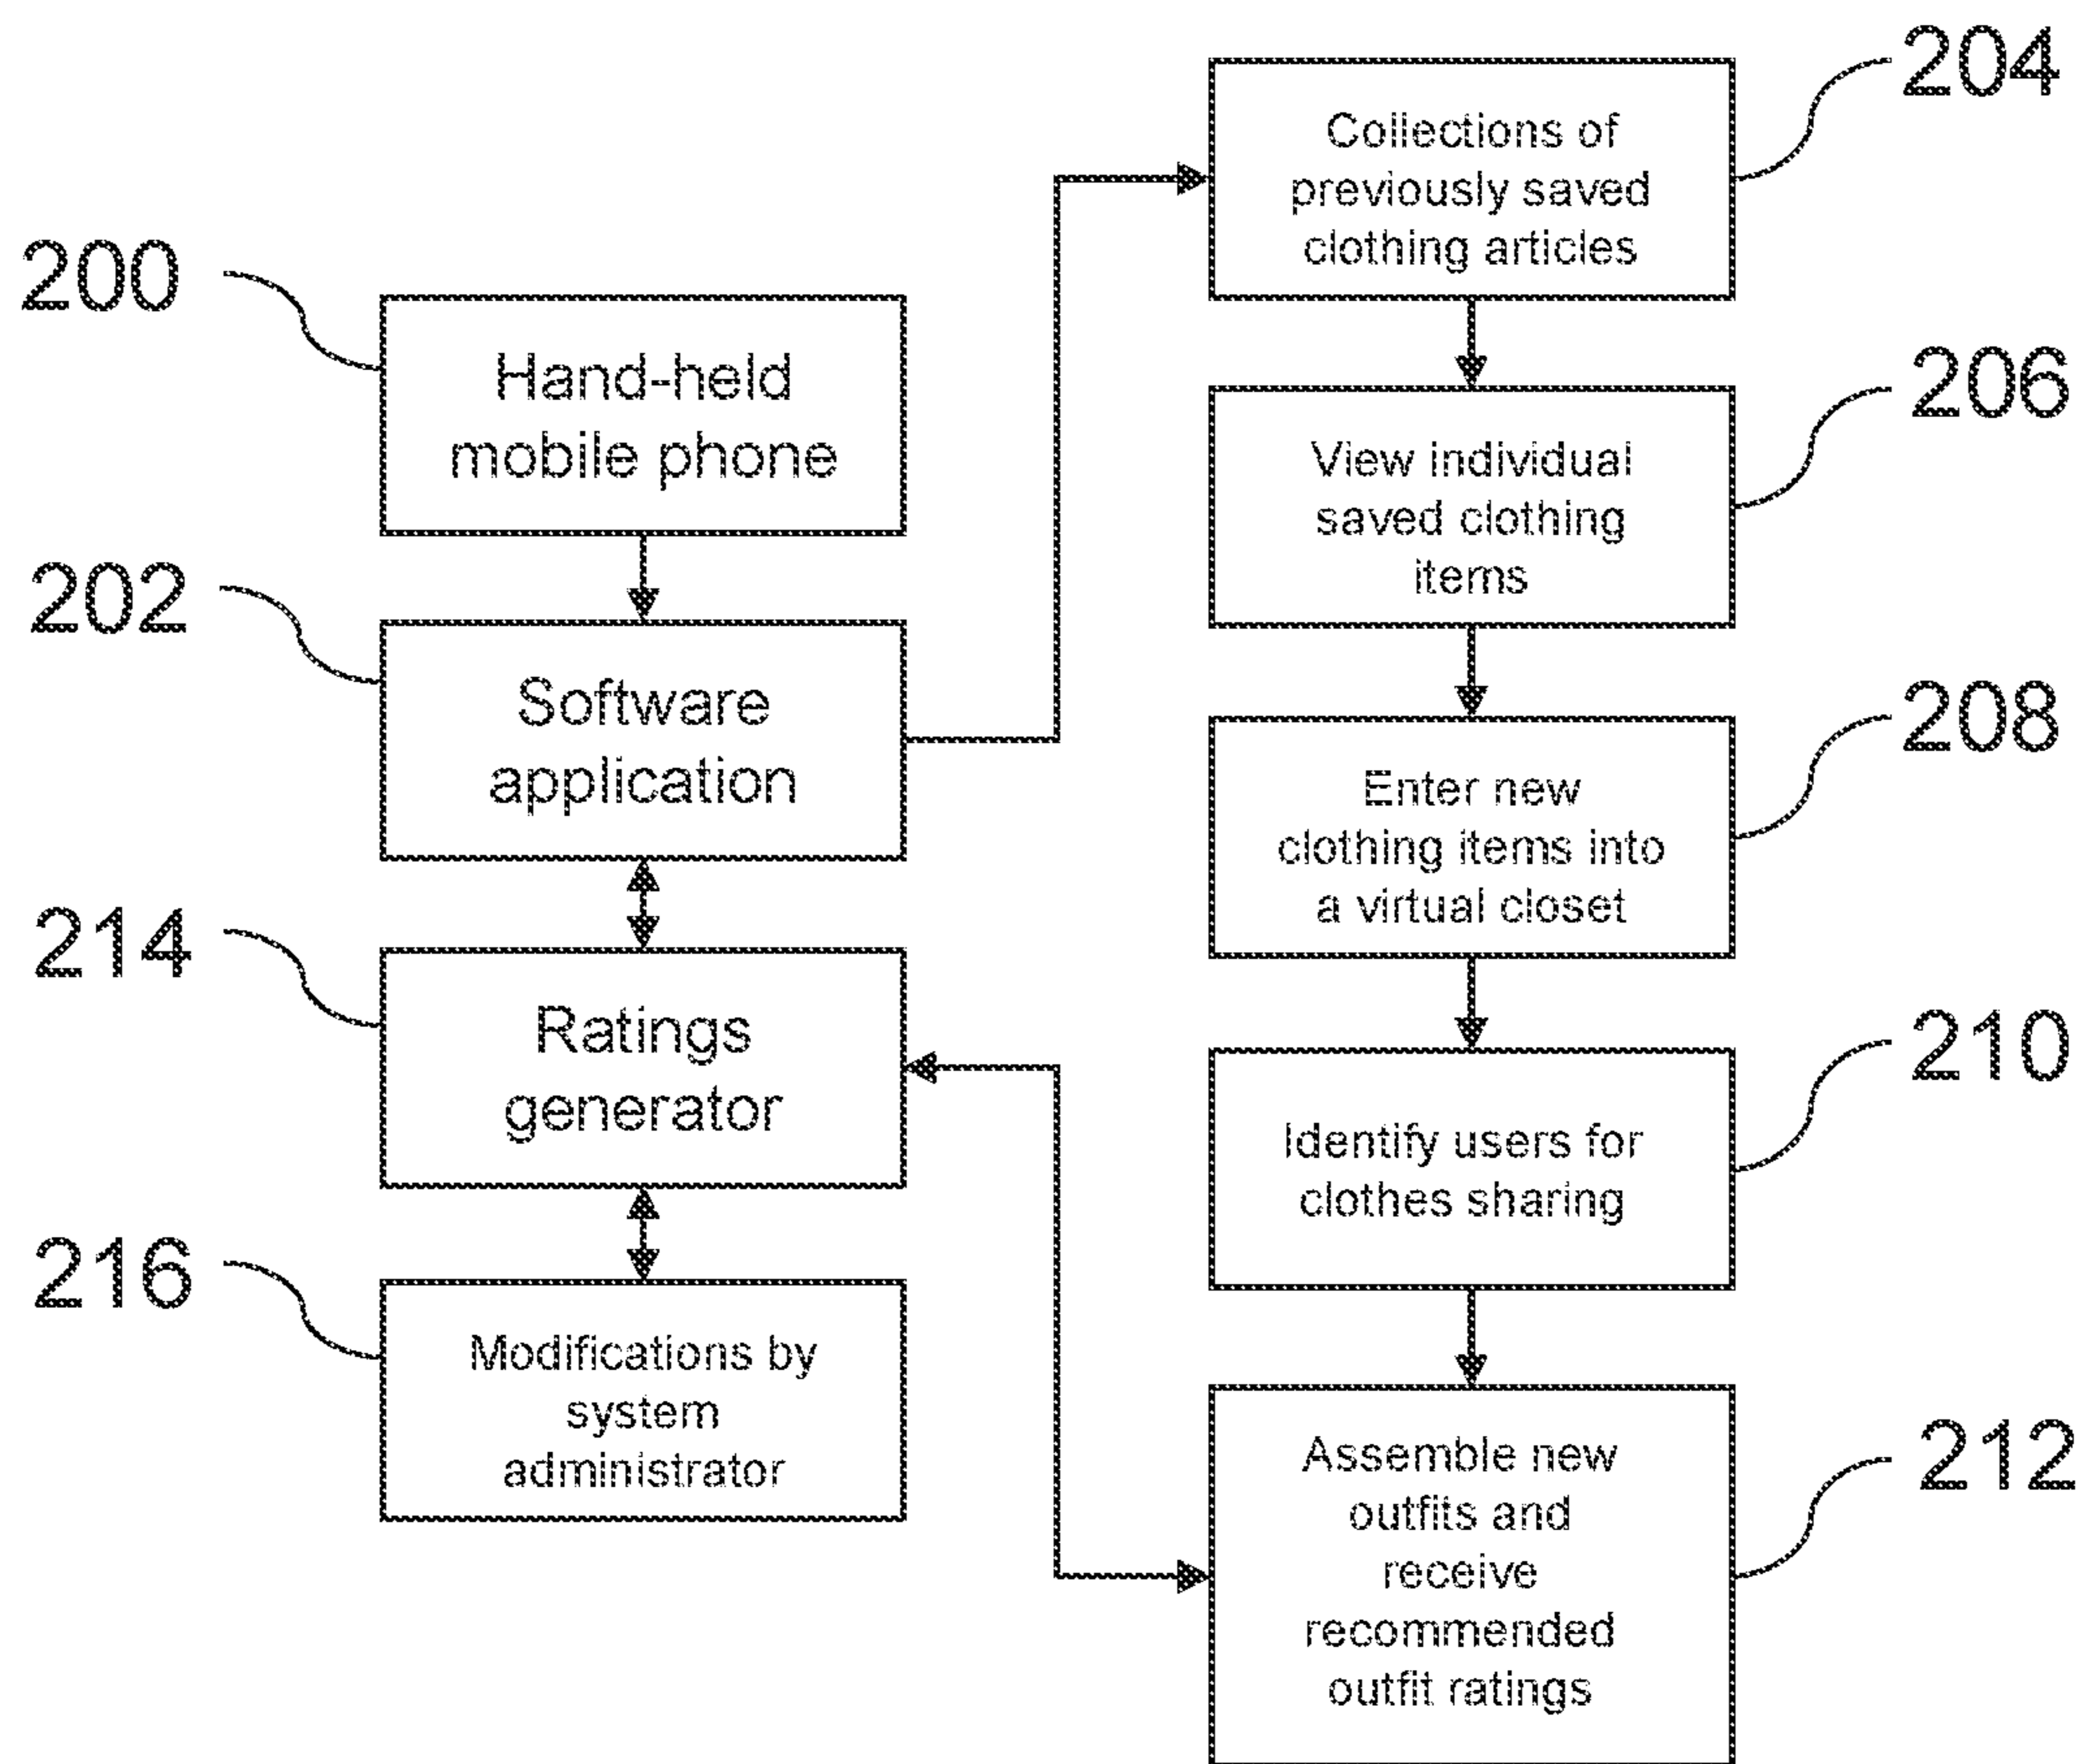 200
Hand-held
mobile phone
202
Software
application
214
Ratings
generator
216
Modifications by
system
administrator
204
Collections of
previously saved
clothing articles
206
View individual
saved clothing
items
208
Enter new
clothing items into
a virtual closet
210
Identify users for
clothes sharing
212
Assemble new
outfits and
receive
recommended
outfit ratings